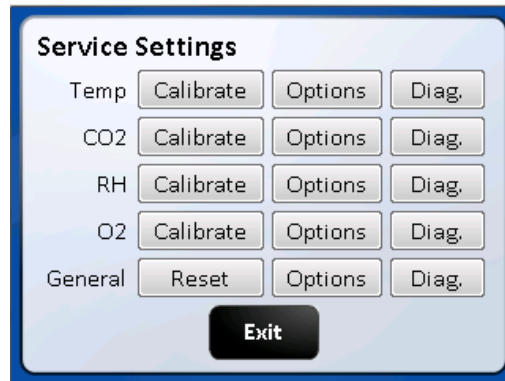 Service Settings
Temp Calibrate Options Diag.
CO2 Calibrate Options Diag.
RH Calibrate Options Diag.
O2 Calibrate Options Diag.
General Reset Options Diag.
Exit